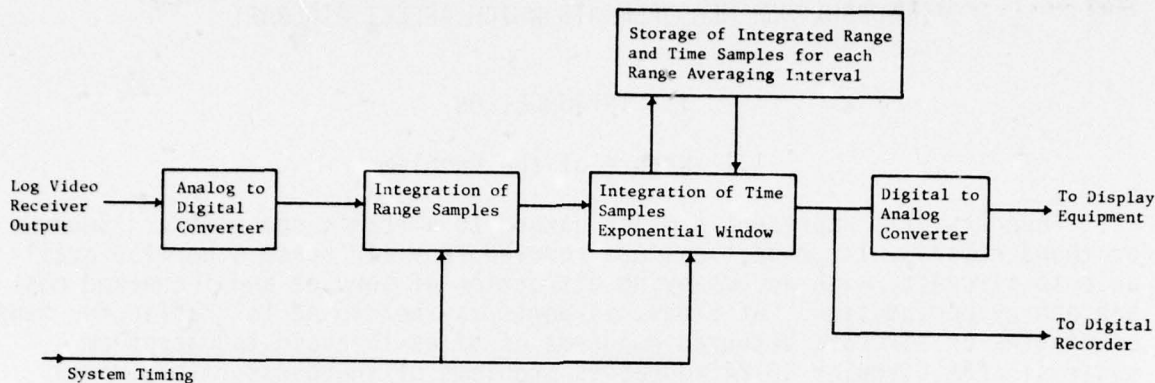 Storage of Integrated Range
and Time Samples for each
Range Averaging Interval
Log Video
Receiver
Output
Analog to
Digital
Converter
Integration of
Range Samples
Integration of Time
Samples
Exponential Window
Digital to
Analog
Converter
To Display
Equipment
To Digital
Recorder
System Timing